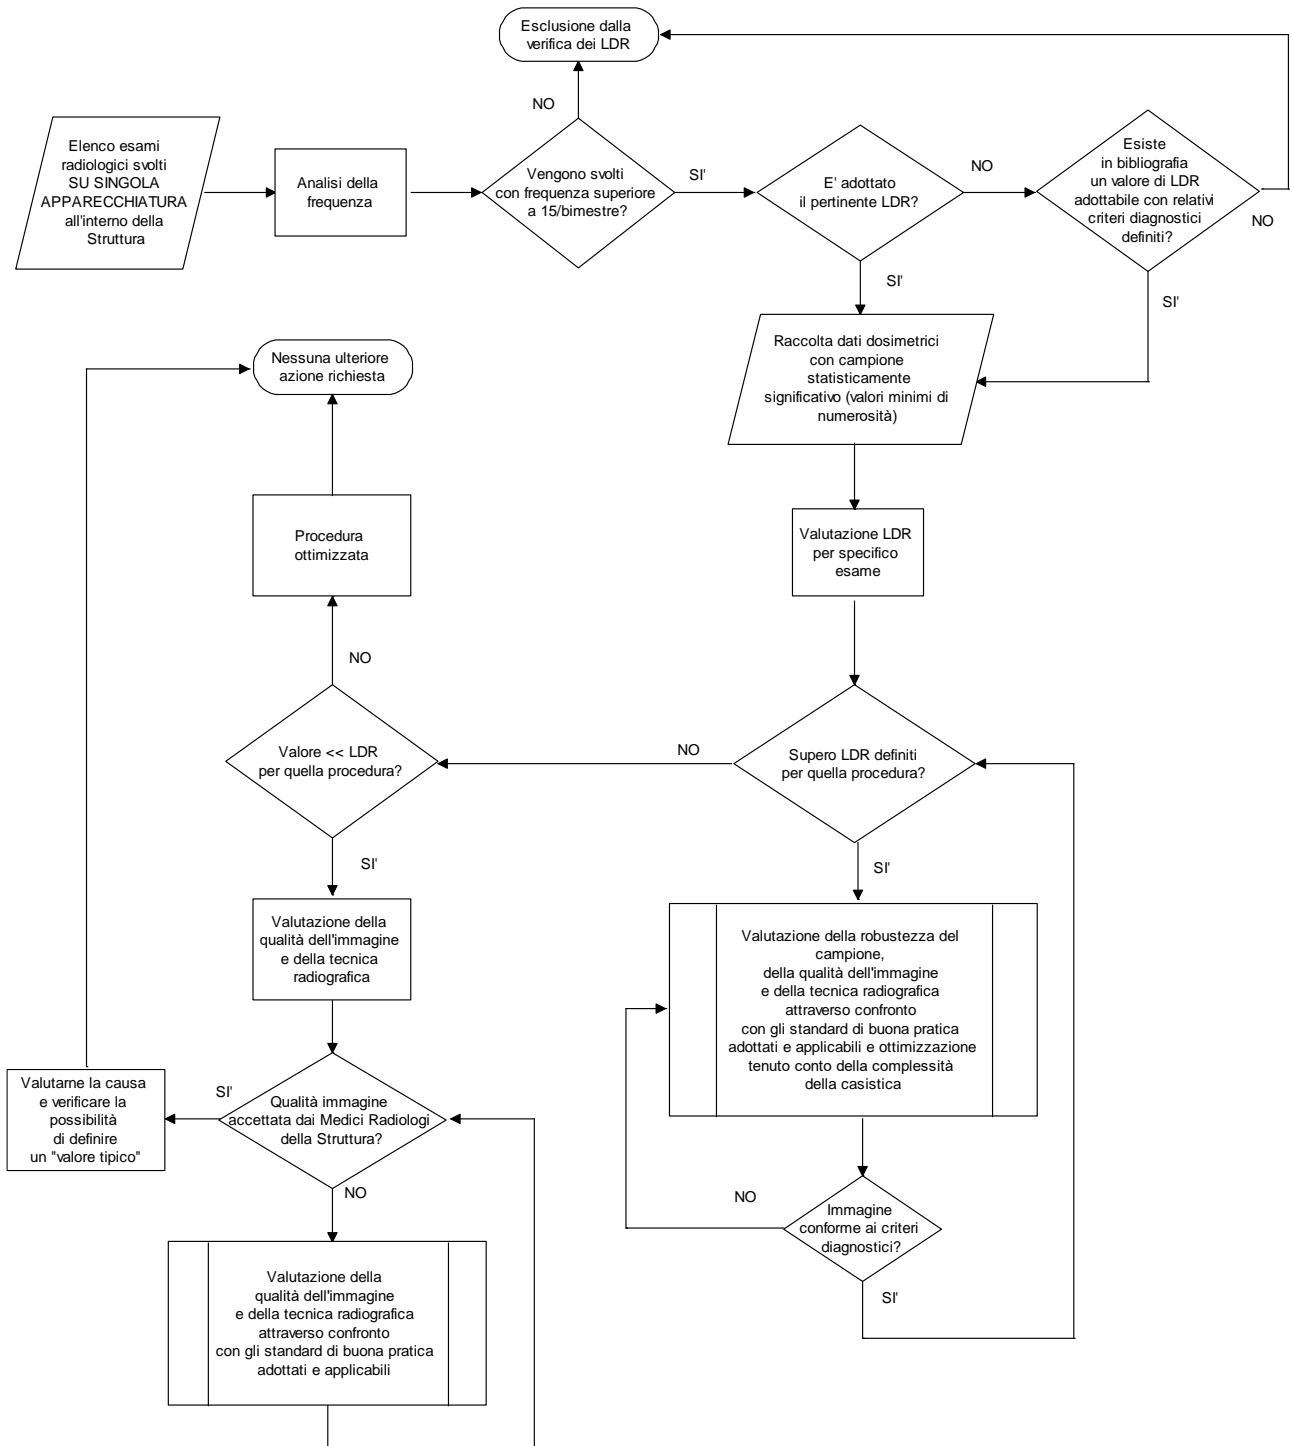 Esclusione dalla
verifica dei LDR
NO
Elenco esami
radiologici svolti
SU SINGOLA
APPARECCHIATURA
all'interno della
Struttura
Analisi della
frequenza
Vengono svolti
con frequenza superiore
a 15/bimestre?
SI'
E' adottato
il pertinente LDR?
NO
Esiste
in bibliografia
un valore di LDR
adottabile con relativi
criteri diagnostici
definiti?
NO
SI'
SI'
Raccolta dati dosimetrici
con campione
statisticamente
significativo (valori minimi di
numerosità)
Nessuna ulteriore
azione richiesta
Procedura
ottimizzata
Valutazione LDR
per specifico
esame
NO
Valore << LDR
per quella procedura?
NO
Supero LDR definiti
per quella procedura?
SI'
SI'
Valutazione della
qualità dell'immagine
e della tecnica
radiografica
Valutazione della robustezza del
campione,
della qualità dell'immagine
e della tecnica radiografica
attraverso confronto
con gli standard di buona pratica
adottati e applicabili e ottimizzazione
tenuto conto della complessità
della casistica
Valutarne la causa
e verificare la
possibilità
di definire
un "valore tipico"
SI'
Qualità immagine
accettata dai Medici Radiologi
della Struttura?
NO
NO
Immagine
conforme ai criteri
diagnostici?
SI'
Valutazione della
qualità dell'immagine
e della tecnica radiografica
attraverso confronto
con gli standard di buona pratica
adottati e applicabili